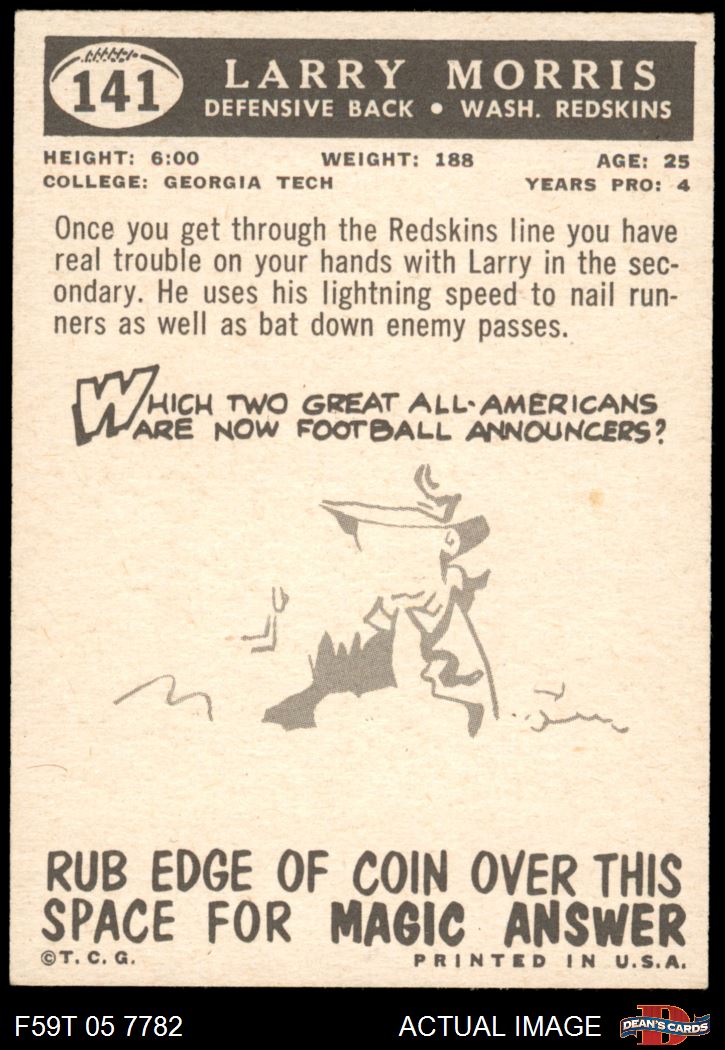 141
LARRY MORRIS
DEFENSIVE BACK • WASH. REDSKINS
HEIGHT: 6:00 WEIGHT: 188 AGE: 25
COLLEGE: GEORGIA TECH YEARS PRO: 4
Once you get through the Redskins line you have
real trouble on your hands with Larry in the sec-
ondary. He uses his lightning speed to nail run-
ners as well as bat down enemy passes.
WHICH TWO GREAT ALL-AMERICANS
ARE NOW FOOTBALL ANNOUNCERS?
RUB EDGE OF COIN OVER THIS
SPACE FOR MAGIC ANSWER
©T. C. G. PRINTED IN U.S.A.
F59T 05 7782 ACTUAL IMAGE
D
DEAN'S CARDS